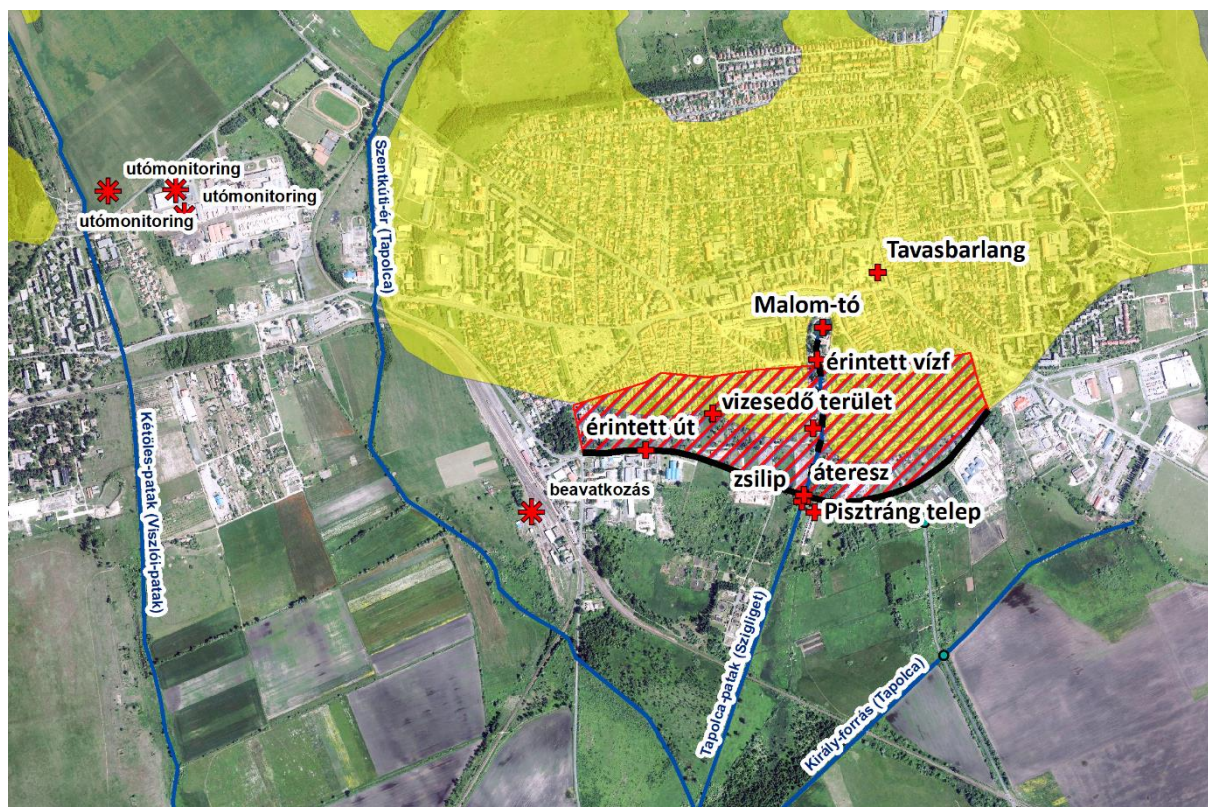 utómonitoring
utómonitoring
utómonitoring
Szentkúti-ér (Tapolca)
Tavasbarlang
Malom-tó
érintett vízf
vizesedő terület
érintett út
beavatkozás
zsilip
áteresz
Pisztráng telep
Kétöles-patak (Viszlói-patak)
Tapolca-patak (Szigliget)
Király-forrás (Tapolca)